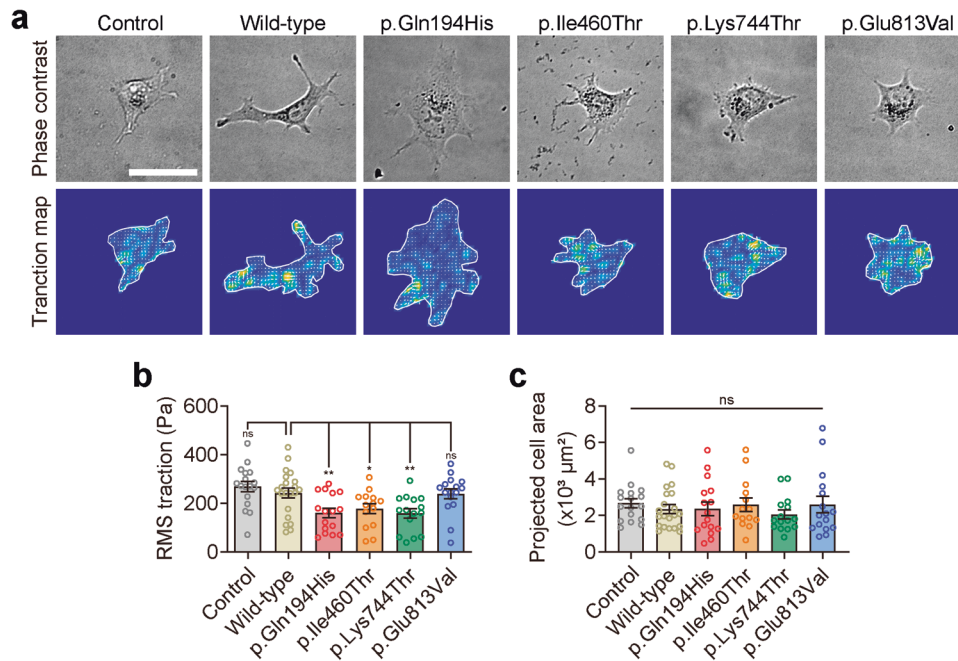 a
Control Wild-type p.Gln194His p.Ile460Thr p.Lys744Thr p.Glu813Val
Phase contrast
Tranction map
b
RMS traction (Pa)
600
400
200
0
ns ** * ** ns
Control Wild-type p.Gln194His p.Ile460Thr p.Lys744Thr p.Glu813Val
c
Projected cell area
(x10³ µm²)
8
6
4
2
0
ns
Control Wild-type p.Gln194His p.Ile460Thr p.Lys744Thr p.Glu813Val